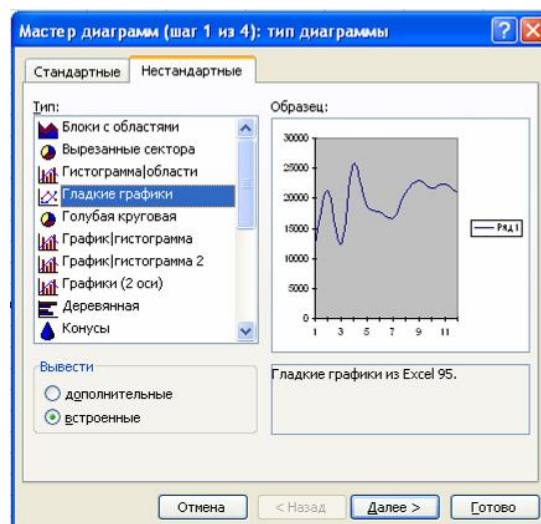 Мастер диаграмм (шаг 1 из 4): тип диаграммы
Стандартные Нестандартные
Тип:
Блоки с областями
Вырезанные сектора
Гистограмма|области
Гладкие графики
Голубая круговая
График|гистограмма
График|гистограмма 2
Графики (2 оси)
Деревянная
Конусы
Образец:
30000
25000
20000
15000
10000
5000
0
1 3 5 7 9 11
Ряд1
Вывести
дополнительные
встроенные
Гладкие графики из Excel 95.
Отмена < Назад Далее > Готово